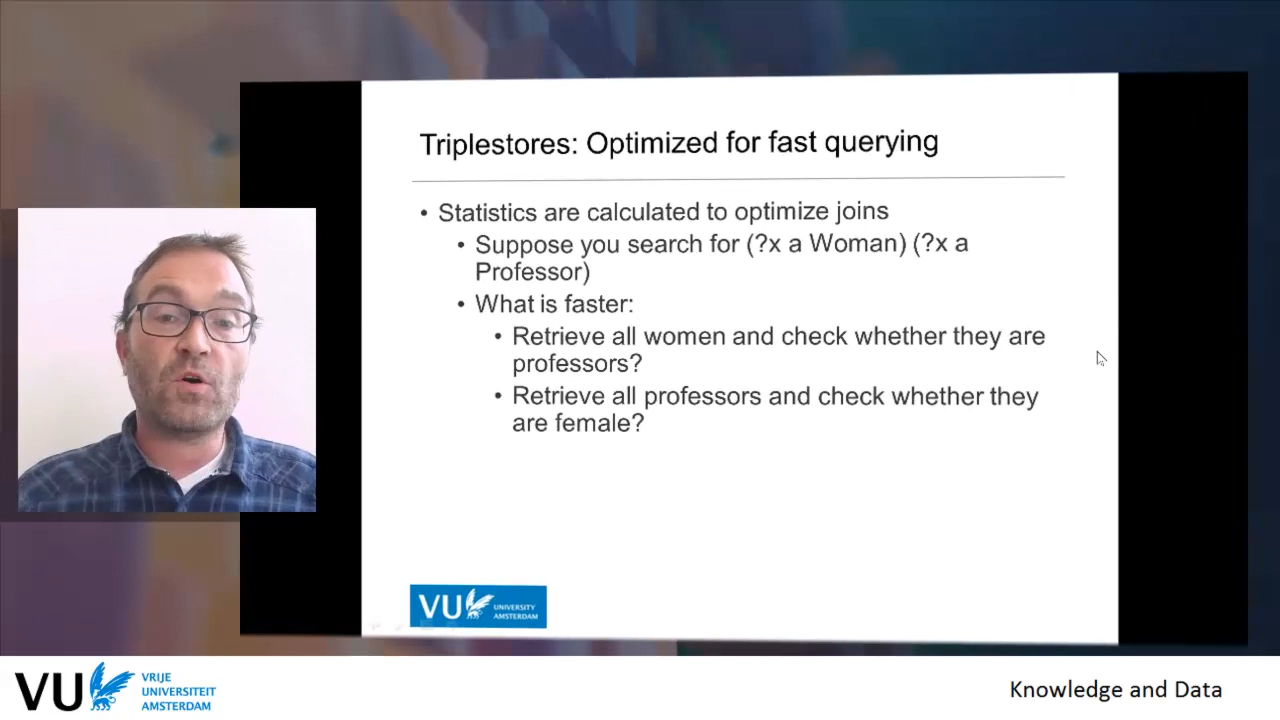 Triplestores: Optimized for fast querying
• Statistics are calculated to optimize joins
• Suppose you search for (?x a Woman) (?x a
Professor)
• What is faster:
• Retrieve all women and check whether they are
professors?
• Retrieve all professors and check whether they
are female?
VU UNIVERSITY
AMSTERDAM
VU VRIJE
UNIVERSITEIT
AMSTERDAM
Knowledge and Data